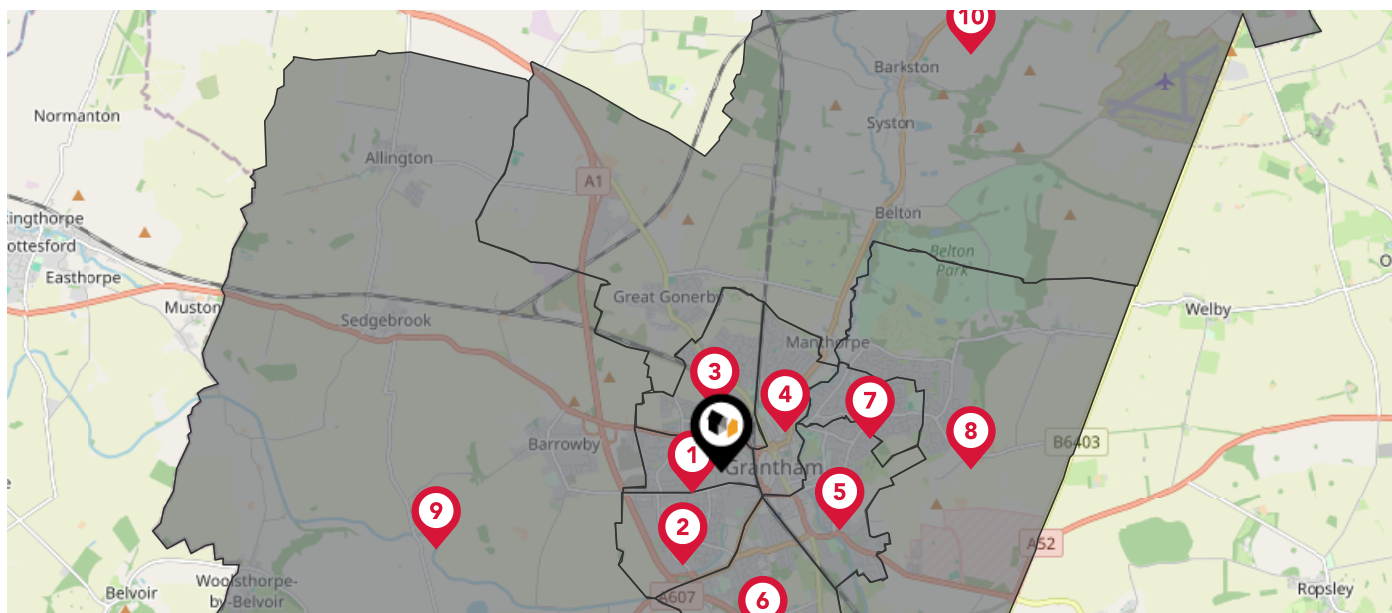 10
Barkston
Normanton
Syston
Allington
A1
Belton
kingthorpe
ottesford
Belton
Park
Easthorpe
Great Gonerby
Muston
Welby
Sedgebrook
Manthorpe
3
4
7
8
Barrowby
B6403
1
Grantham
5
9
2
A52
Woolsthorpe-
by-Belvoir
Belvoir
A607
6
Ropsley